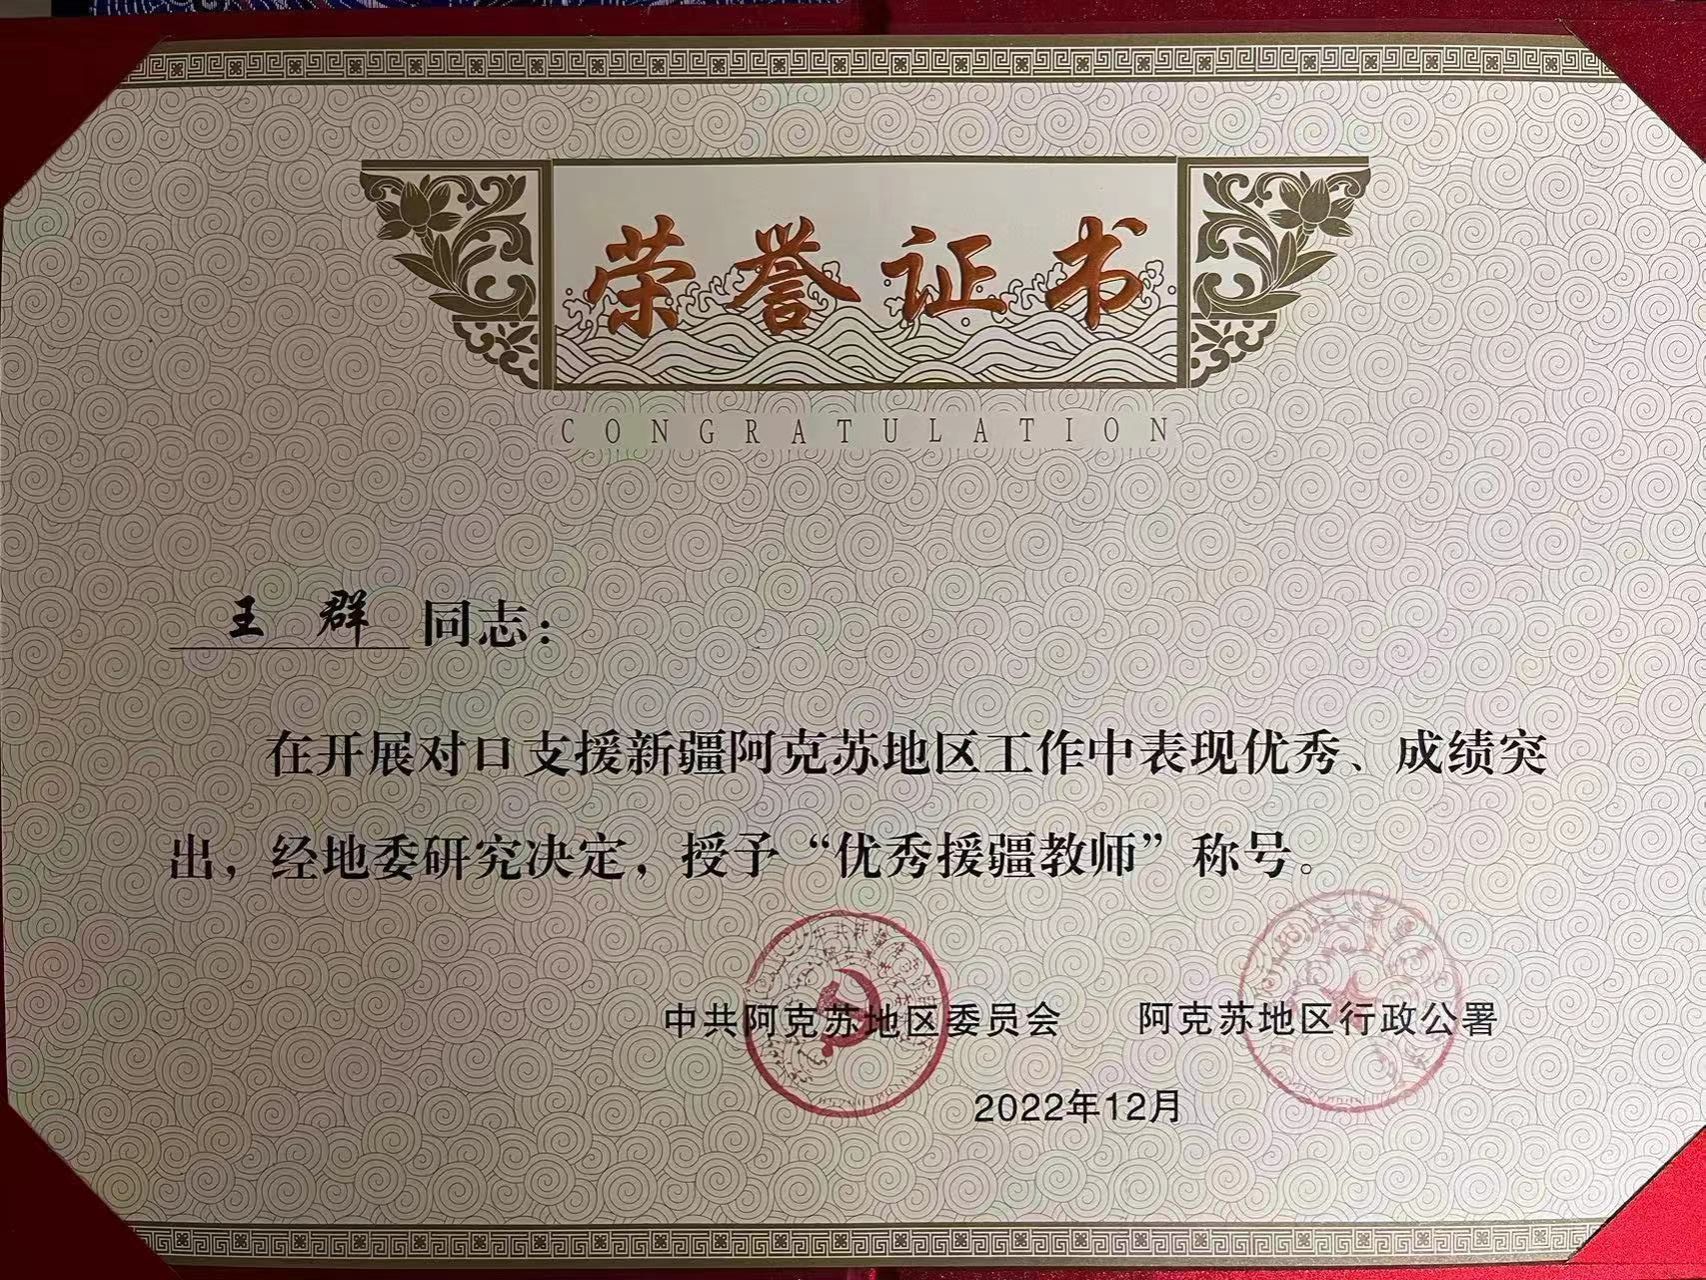 荣誉证书
CONGRATULATION
王 群 同志：
在开展对口支援新疆阿克苏地区工作中表现优秀、成绩突
出，经地委研究决定，授予“优秀援疆教师”称号。
中共阿克苏地区委员会 阿克苏地区行政公署
2022年12月